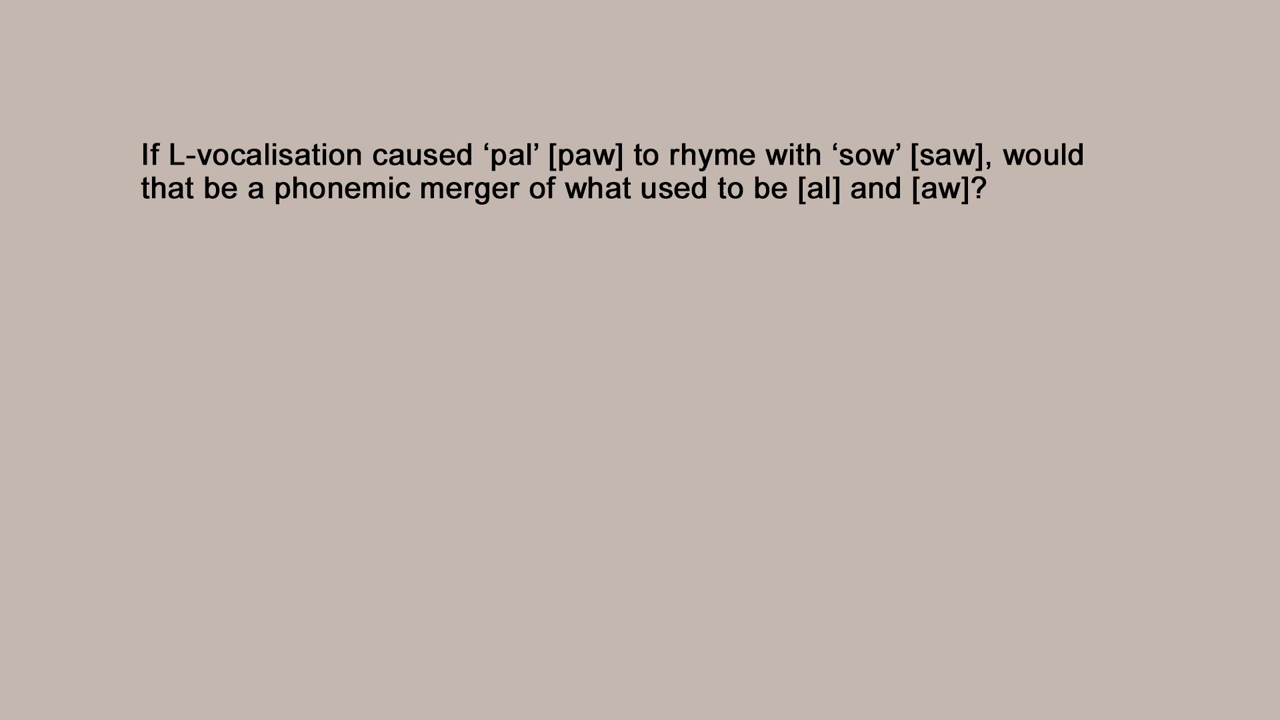 If L-vocalisation caused ‘pal’ [paw] to rhyme with ‘sow’ [saw], would
that be a phonemic merger of what used to be [al] and [aw]?